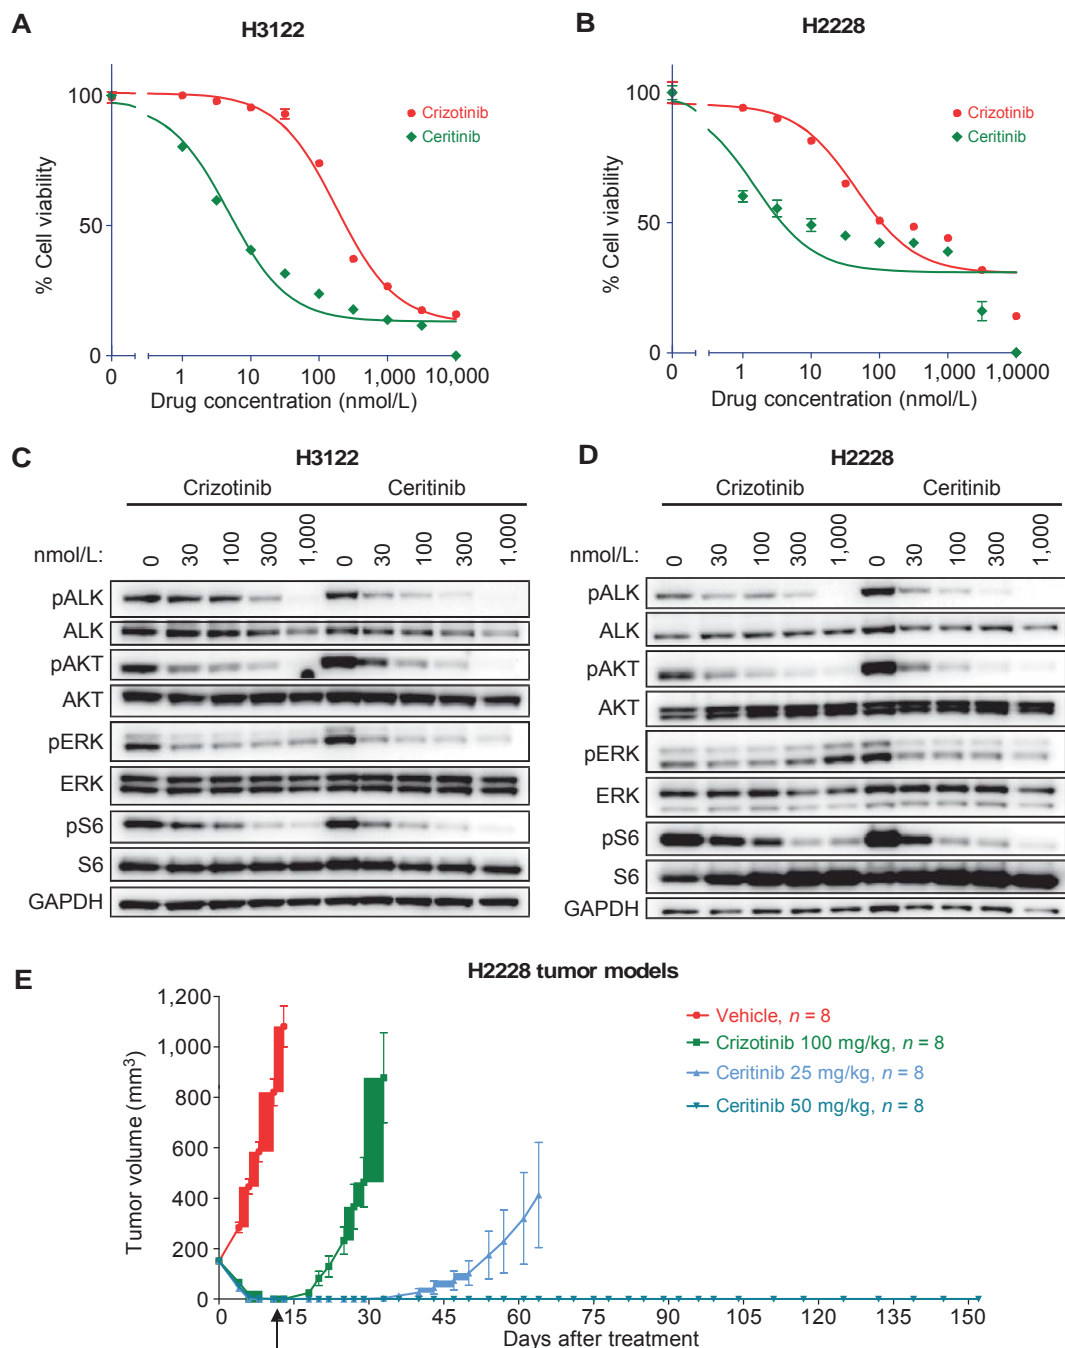 A
H3122
100
50
0
% Cell viability
Crizotinib
Ceritinib
0 1 10 100 1,000 10,000
Drug concentration (nmol/L)
B
H2228
100
50
0
% Cell viability
Crizotinib
Ceritinib
0 1 10 100 1,000 1,0000
Drug concentration (nmol/L)
C
H3122
Crizotinib Ceritinib
nmol/L: 0 30 100 300 1,000 0 30 100 300 1,000
pALK
ALK
pAKT
AKT
pERK
ERK
pS6
S6
GAPDH
D
H2228
Crizotinib Ceritinib
nmol/L: 0 30 100 300 1,000 0 30 100 300 1,000
pALK
ALK
pAKT
AKT
pERK
ERK
pS6
S6
GAPDH
E
H2228 tumor models
1,200
1,000
800
600
400
200
0
Tumor volume (mm³)
Vehicle, n = 8
Crizotinib 100 mg/kg, n = 8
Ceritinib 25 mg/kg, n = 8
Ceritinib 50 mg/kg, n = 8
0 15 30 45 60 75 90 105 120 135 150
Days after treatment